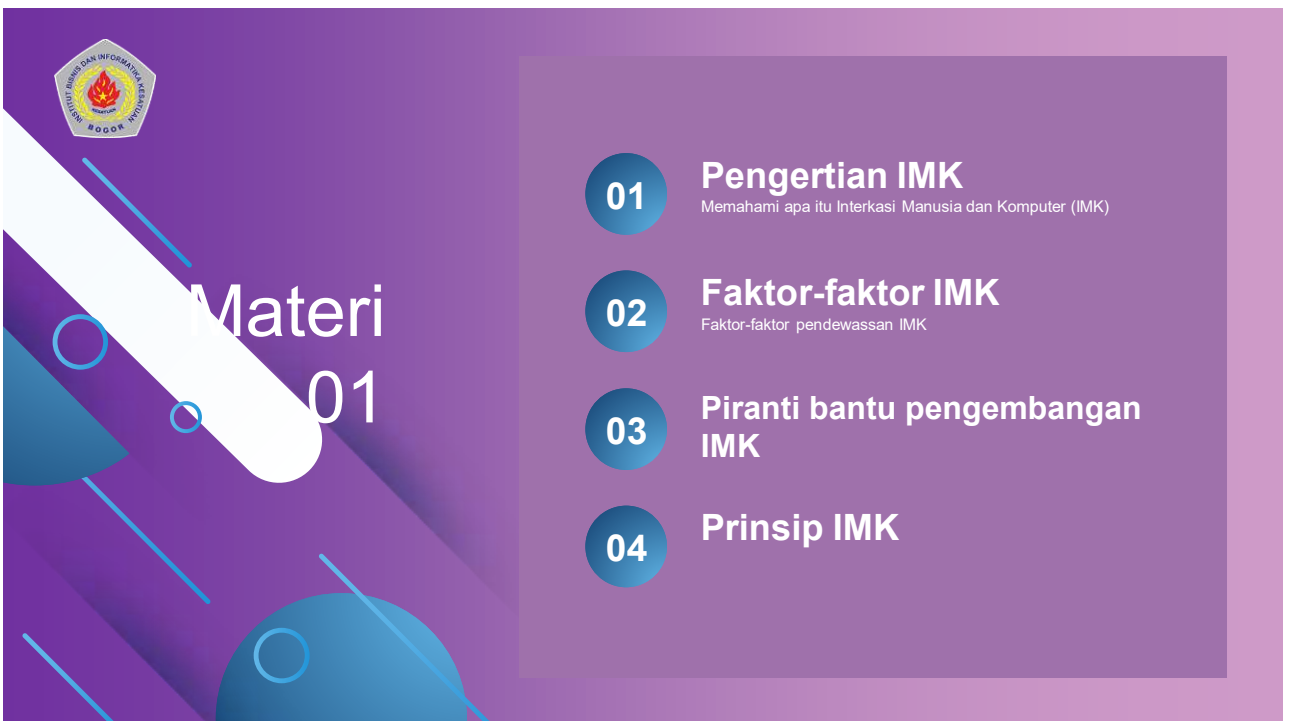 INSTITUT BISNIS DAN INFORMATIKA KESATUAN
KESATUAN
BOGOR
Materi
01
01
Pengertian IMK
Memahami apa itu Interkasi Manusia dan Komputer (IMK)
02
Faktor-faktor IMK
Faktor-faktor pendewassan IMK
03
Piranti bantu pengembangan
IMK
04
Prinsip IMK